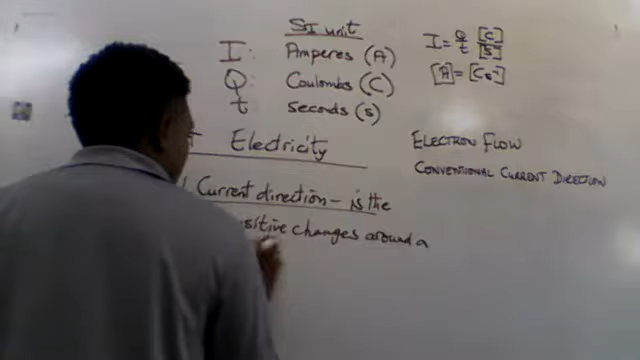 SI unit
I: Amperes (A)
Q: Coulombs (C)
t seconds (s)
I = Q/t [C]/[s]
[A] = [Cs⁻¹]
Electricity
ELECTRON FLOW
CONVENTIONAL CURRENT DIRECTION
Current direction – is the
changes around a